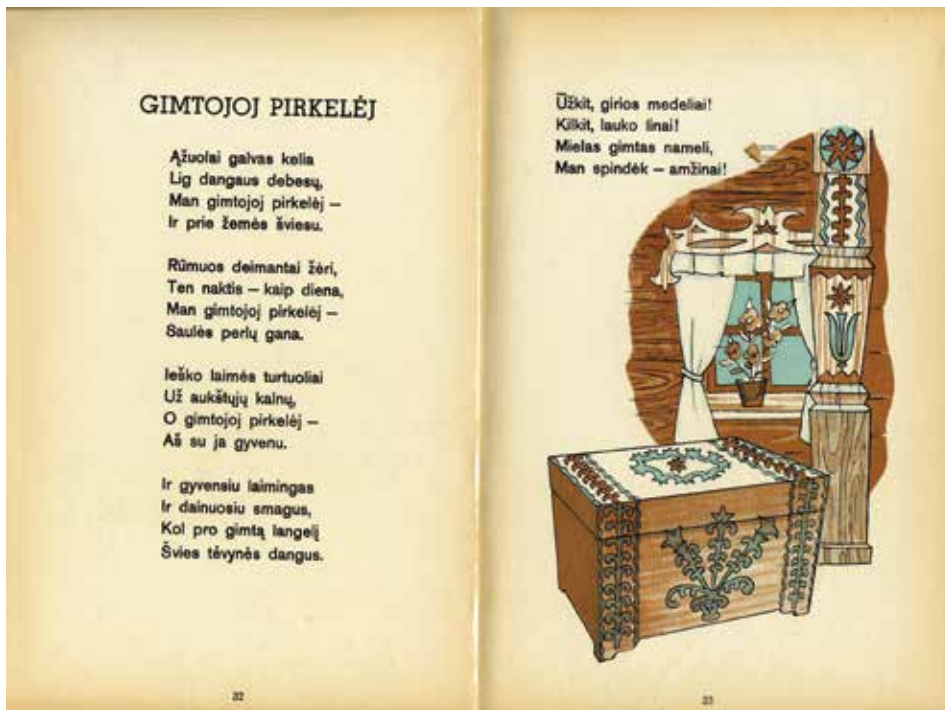 GIMTOJOJ PIRKELĖJ
Ąžuolai galvas kelia
Lig dangaus debesų,
Man gimtojoj pirkelėj —
Ir prie žemės šviesu.
Rūmuos deimantai žėri,
Ten naktis — kaip diena,
Man gimtojoj pirkelėj —
Saulės perlų gana.
Ieško laimės turtuoliai
Už aukštųjų kalnų,
O gimtojoj pirkelėj —
Aš su ja gyvenu.
Ir gyvensiu laimingas
Ir dainuosiu smagus,
Kol pro gimtą langelį
Švies tėvynės dangus.
32
Ūžkit, girios medeliai!
Kilkit, lauko linai!
Mielas gimtas nameli,
Man spindėk — amžinai!
33